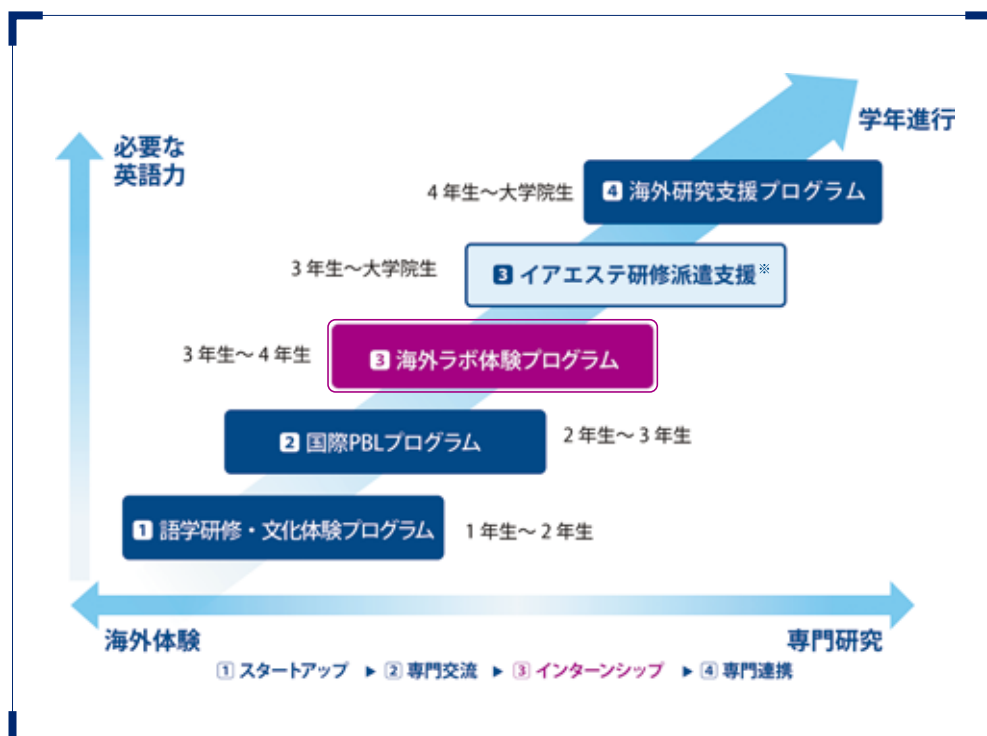 学年進行
必要な
英語力
4 年生～大学院生
4 海外研究支援プログラム
3 年生～大学院生
3 イアエステ研修派遣支援※
3 年生～ 4 年生
3 海外ラボ体験プログラム
2 国際PBLプログラム
2 年生～ 3 年生
1 語学研修・文化体験プログラム
1 年生～ 2 年生
海外体験
専門研究
1 スタートアップ ▶ 2 専門交流 ▶ 3 インターンシップ ▶ 4 専門連携